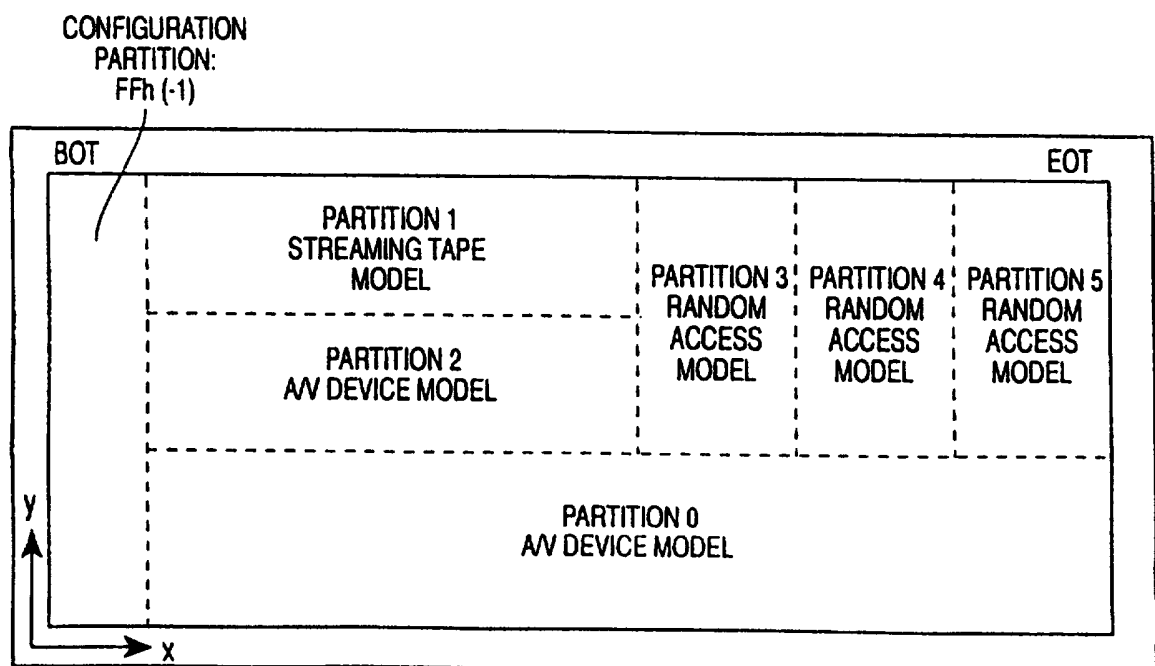 CONFIGURATION
PARTITION:
FFh (-1)
BOT
EOT
PARTITION 1
STREAMING TAPE
MODEL
PARTITION 2
A/V DEVICE MODEL
PARTITION 3
RANDOM
ACCESS
MODEL
PARTITION 4
RANDOM
ACCESS
MODEL
PARTITION 5
RANDOM
ACCESS
MODEL
PARTITION 0
A/V DEVICE MODEL
y
x